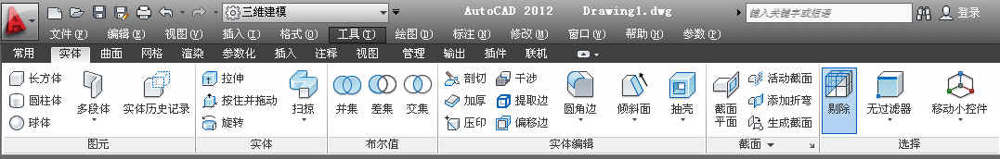 三维建模 AutoCAD 2012 Drawing1.dwg 键入关键字或短语 登录
文件(F) 编辑(E) 视图(V) 插入(I) 格式(O) 工具(T) 绘图(D) 标注(N) 修改(M) 窗口(W) 帮助(H) 参数(P)
常用 实体 曲面 网格 渲染 参数化 插入 注释 视图 管理 输出 插件 联机
长方体 拉伸 剖切 干涉 活动截面
圆柱体 按住并拖动 加厚 提取边 添加折弯
多段体 实体历史记录 扫掠 并集 差集 交集 圆角边 倾斜面 抽壳 截面 剔除 无过滤器 移动小控件
球体 旋转 压印 偏移边 平面 生成截面
图元 实体 布尔值 实体编辑 截面 选择